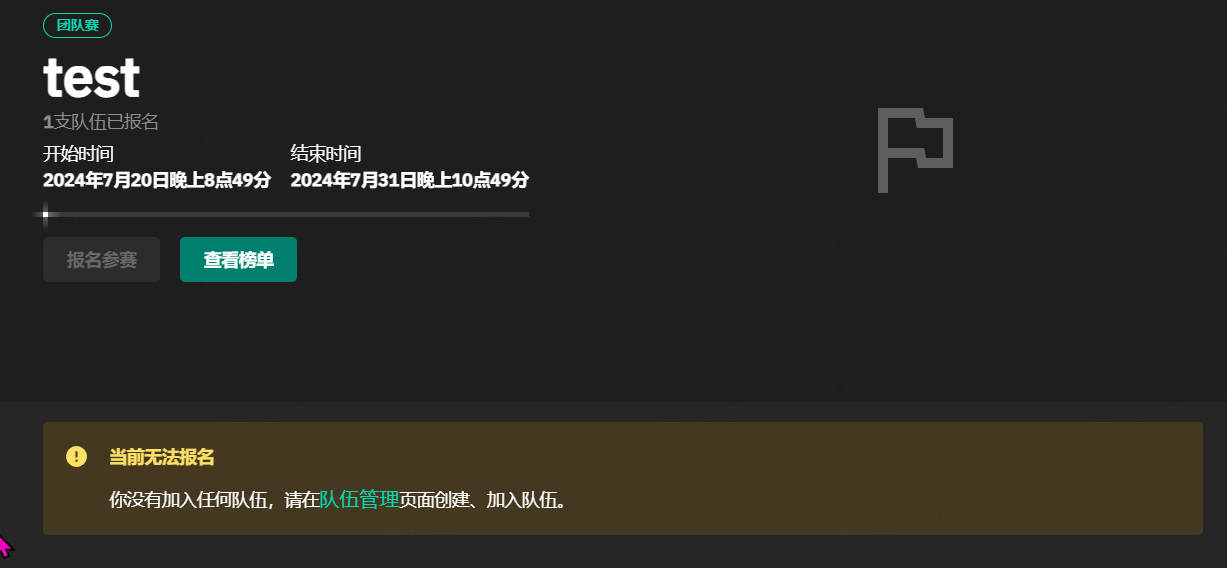 团队赛
test
1支队伍已报名
开始时间 结束时间
2024年7月20日晚上8点49分 2024年7月31日晚上10点49分
报名参赛 查看榜单
当前无法报名
你没有加入任何队伍，请在队伍管理页面创建、加入队伍。